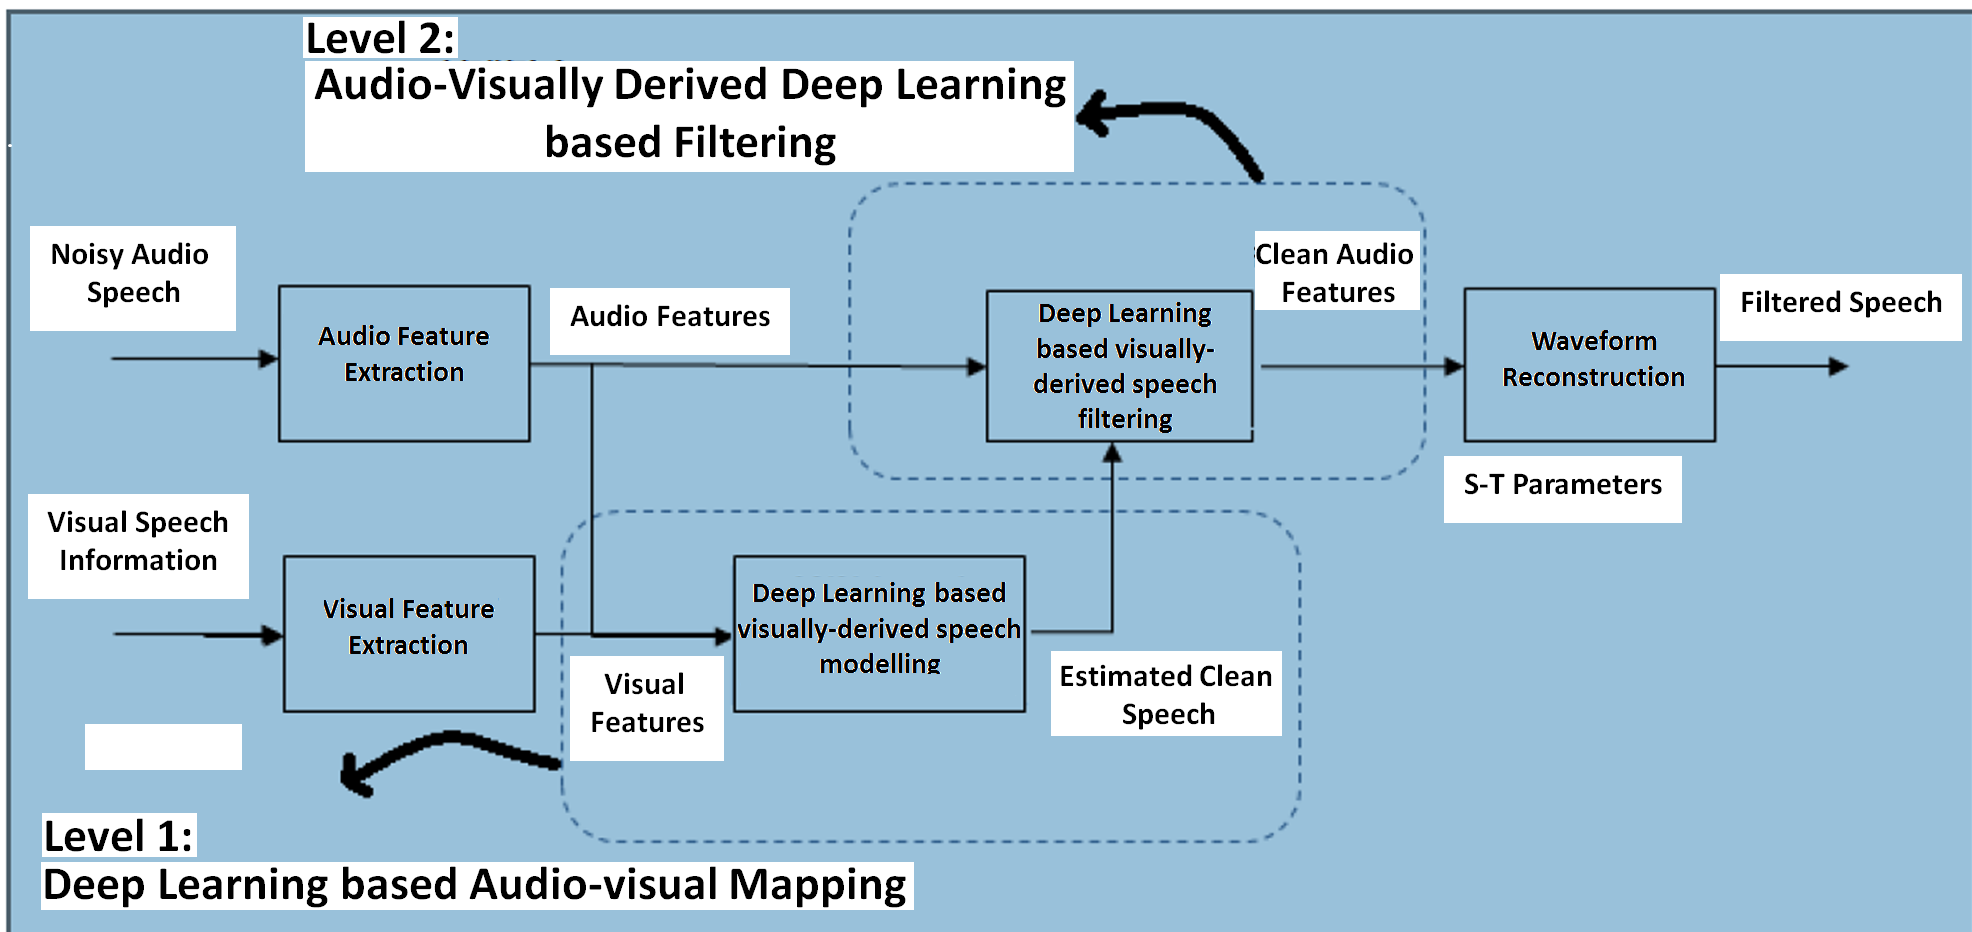 Level 2:
Audio-Visually Derived Deep Learning
based Filtering
Noisy Audio
Speech
Audio Feature
Extraction
Audio Features
Deep Learning
based visually-
derived speech
filtering
Clean Audio
Features
Waveform
Reconstruction
Filtered Speech
S-T Parameters
Visual Speech
Information
Visual Feature
Extraction
Visual
Features
Deep Learning based
visually-derived speech
modelling
Estimated Clean
Speech
Level 1:
Deep Learning based Audio-visual Mapping